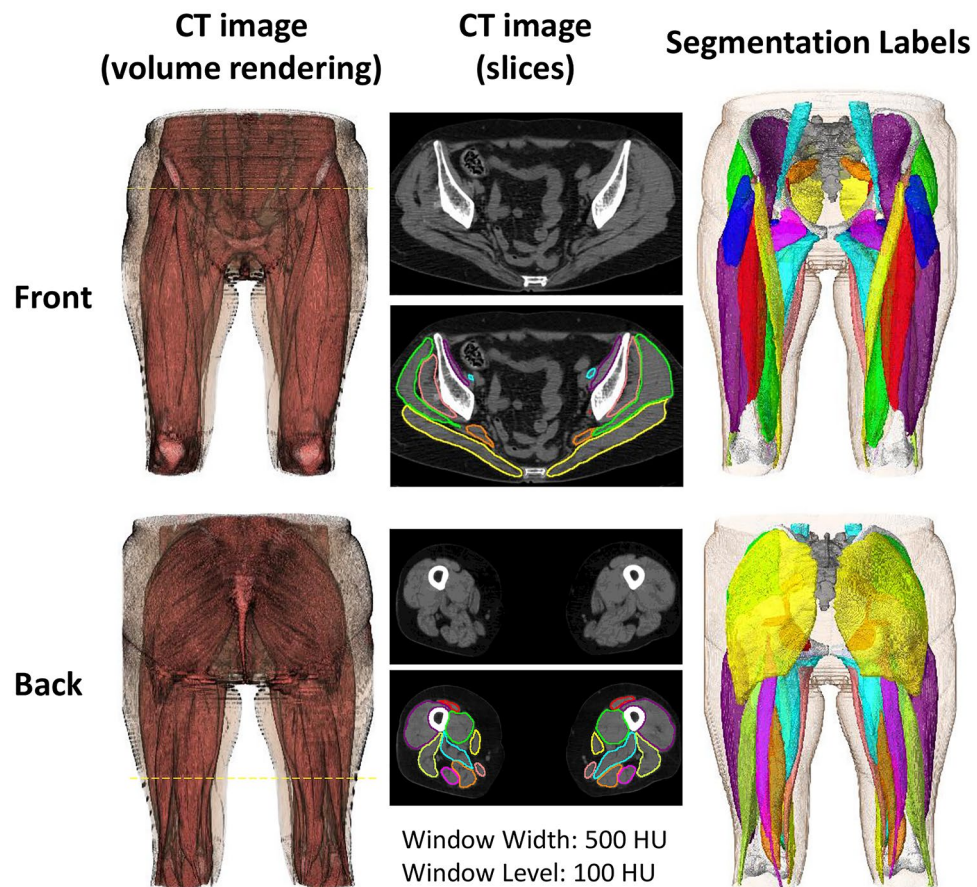 CT image
(volume rendering)
CT image
(slices)
Segmentation Labels
Front
Back
Window Width: 500 HU
Window Level: 100 HU